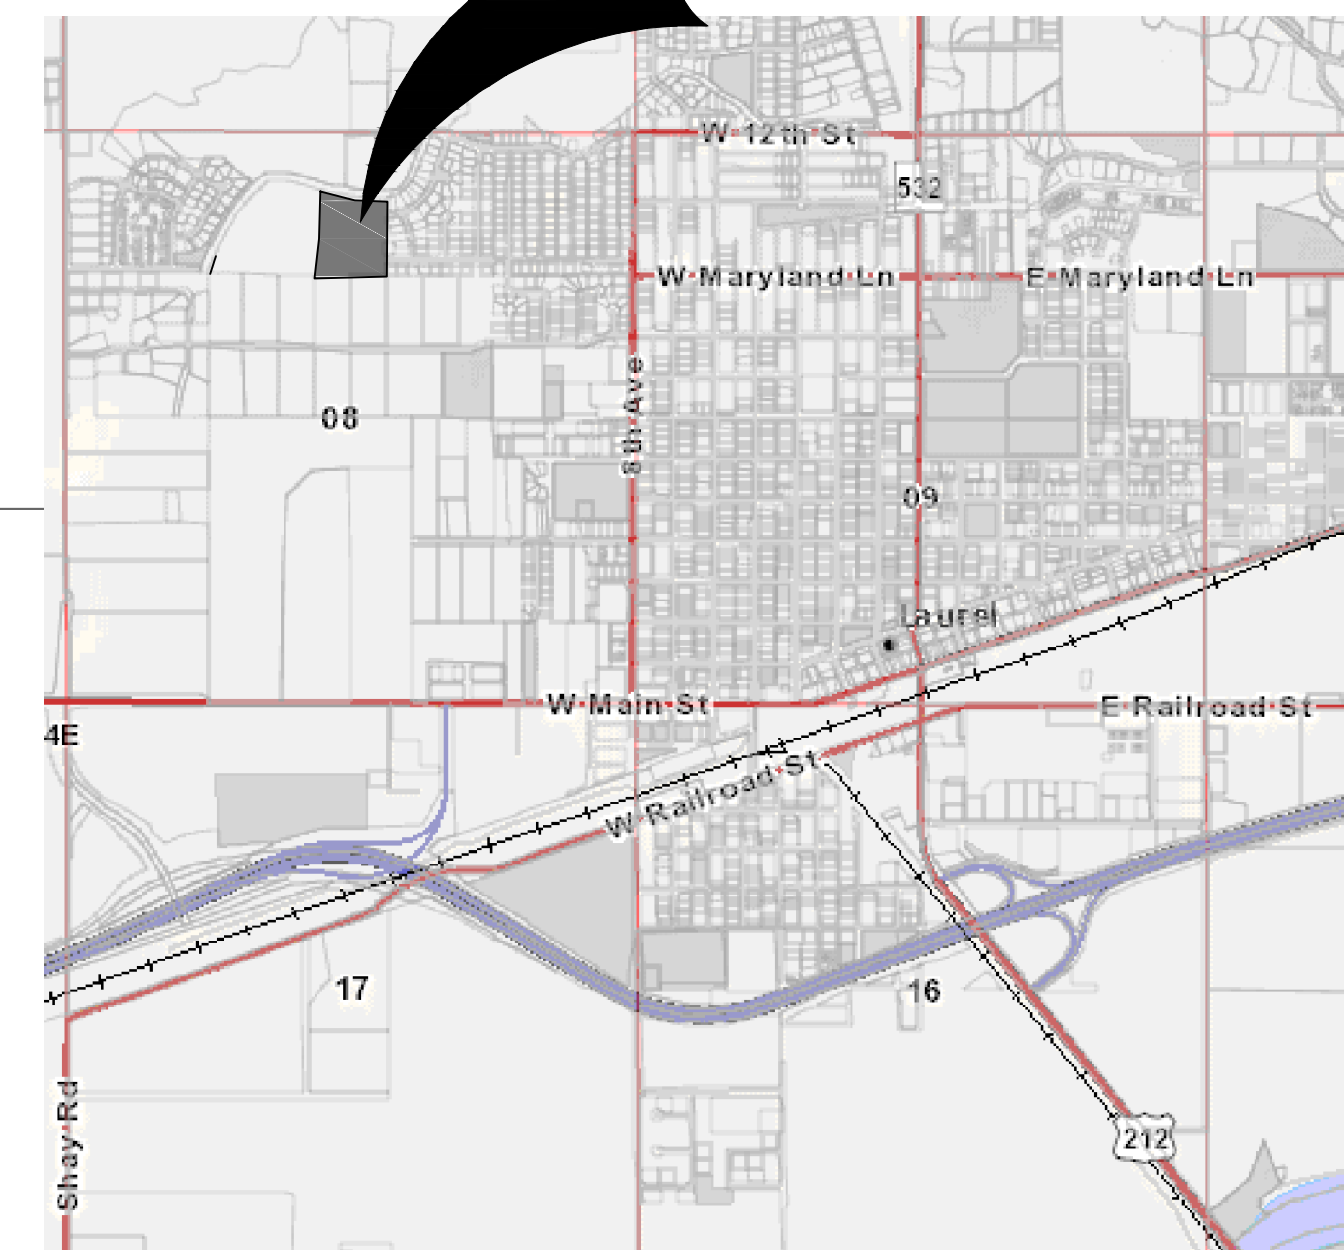 W 12th St
532
W Maryland Ln
E Maryland Ln
8th Ave
08
09
Laurel
W Main St
E Railroad St
4E
W Railroad St
17
16
Shay Rd
212